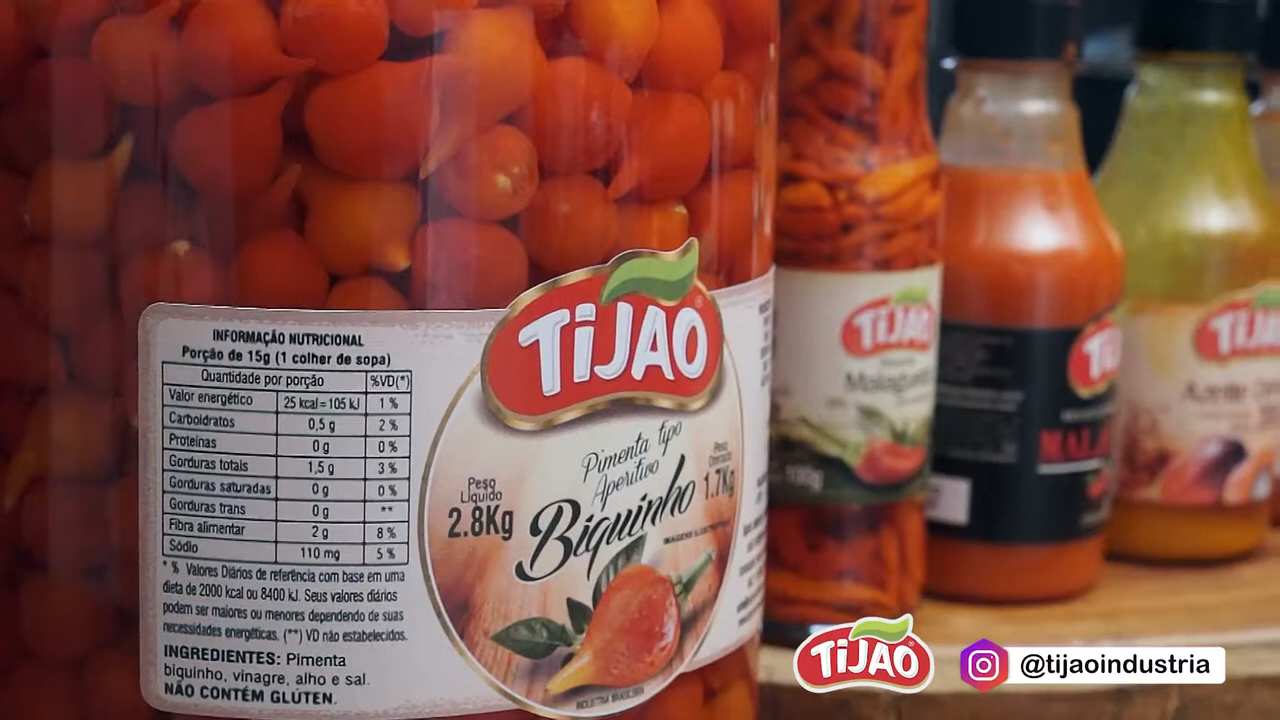 INFORMAÇÃO NUTRICIONAL
Porção de 15g (1 colher de sopa)
Quantidade por porção %VD(*)
Valor energético 25 kcal=105 kJ 1 %
Carboidratos 0,5 g 2 %
Proteínas 0 g 0 %
Gorduras totais 1,5 g 3 %
Gorduras saturadas 0 g 0 %
Gorduras trans 0 g **
Fibra alimentar 2 g 8 %
Sódio 110 mg 5 %
* % Valores Diários de referência com base em uma
dieta de 2000 kcal ou 8400 kJ. Seus valores diários
podem ser maiores ou menores dependendo de suas
necessidades energéticas. (**) VD não estabelecidos.
INGREDIENTES: Pimenta
biquinho, vinagre, alho e sal.
NÃO CONTÉM GLÚTEN.
TiJAO
Pimenta tipo
Aperitivo
Biquinho
Peso
Líquido
2.8Kg
Peso
Drenado
1.7Kg
IMAGENS ILUSTRATIVAS
INDÚSTRIA BRASILEIRA
TiJAO
TiJAO
Azeite
TiJAO
@tijaoindustria